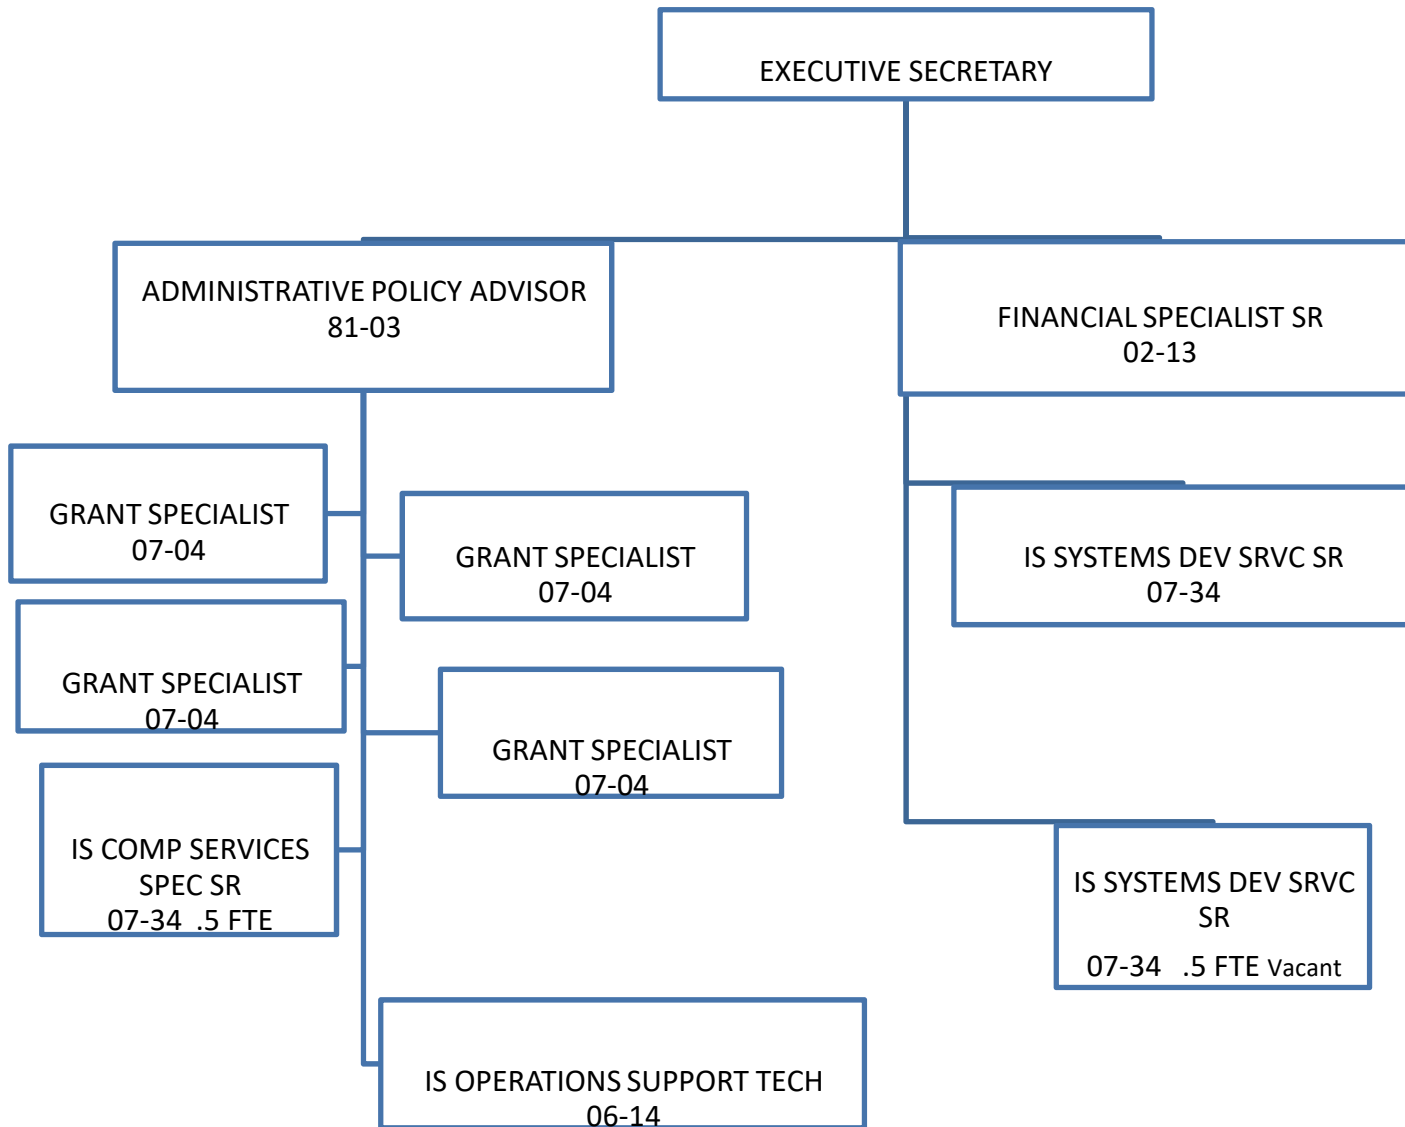 EXECUTIVE SECRETARY
ADMINISTRATIVE POLICY ADVISOR
81-03
FINANCIAL SPECIALIST SR
02-13
GRANT SPECIALIST
07-04
GRANT SPECIALIST
07-04
IS SYSTEMS DEV SRVC SR
07-34
GRANT SPECIALIST
07-04
GRANT SPECIALIST
07-04
IS COMP SERVICES
SPEC SR
07-34 .5 FTE
IS SYSTEMS DEV SRVC
SR
07-34 .5 FTE Vacant
IS OPERATIONS SUPPORT TECH
06-14